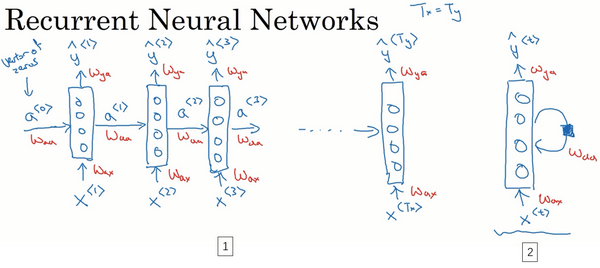 Recurrent Neural Networks
Tx = Ty
vector of zeros
ŷ<1> ŷ<2> ŷ<3> ŷ<Ty> ŷ<t>
Wya Wya Wya Wya Wya
a<0> a<1> a<2> a<3>
Waa Waa Waa Waa Waa
Wax Wax Wax Wax Wax
x<1> x<2> x<3> x<Tx> x<t>
1 2